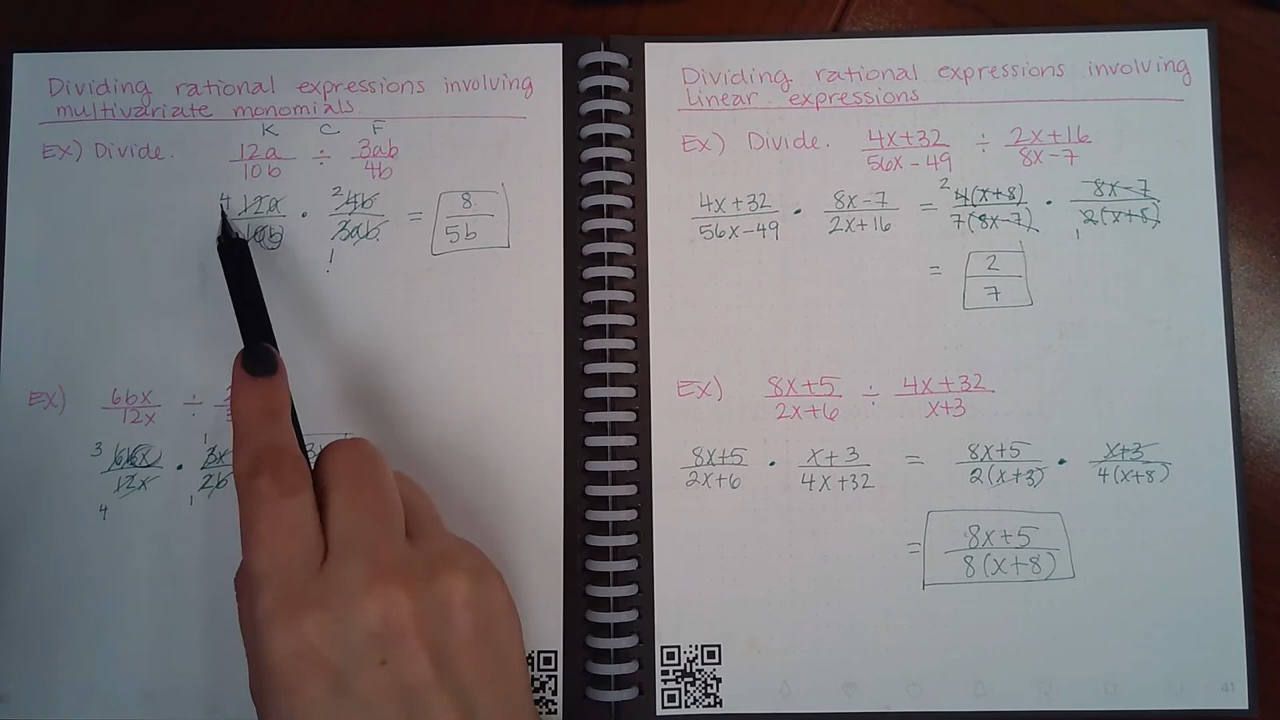 Dividing rational expressions involving
multivariate monomials.
K C F
EX) Divide. 12a/10b ÷ 3ab/4b
4 12a/10b · 2 4b/3ab 1 = 8/5b
EX) 6bx/12x ÷
3 6bx/12x 4 · 1 3x/2b 1
Dividing rational expressions involving
linear expressions
EX) Divide. 4x+32/56x-49 ÷ 2x+16/8x-7
4x+32/56x-49 · 8x-7/2x+16 = 2 4(x+8)/7(8x-7) · 8x-7/2(x+8) 1
= 2/7
EX) 8x+5/2x+6 ÷ 4x+32/x+3
8x+5/2x+6 · x+3/4x+32 = 8x+5/2(x+3) · x+3/4(x+8)
= 8x+5/8(x+8)
41